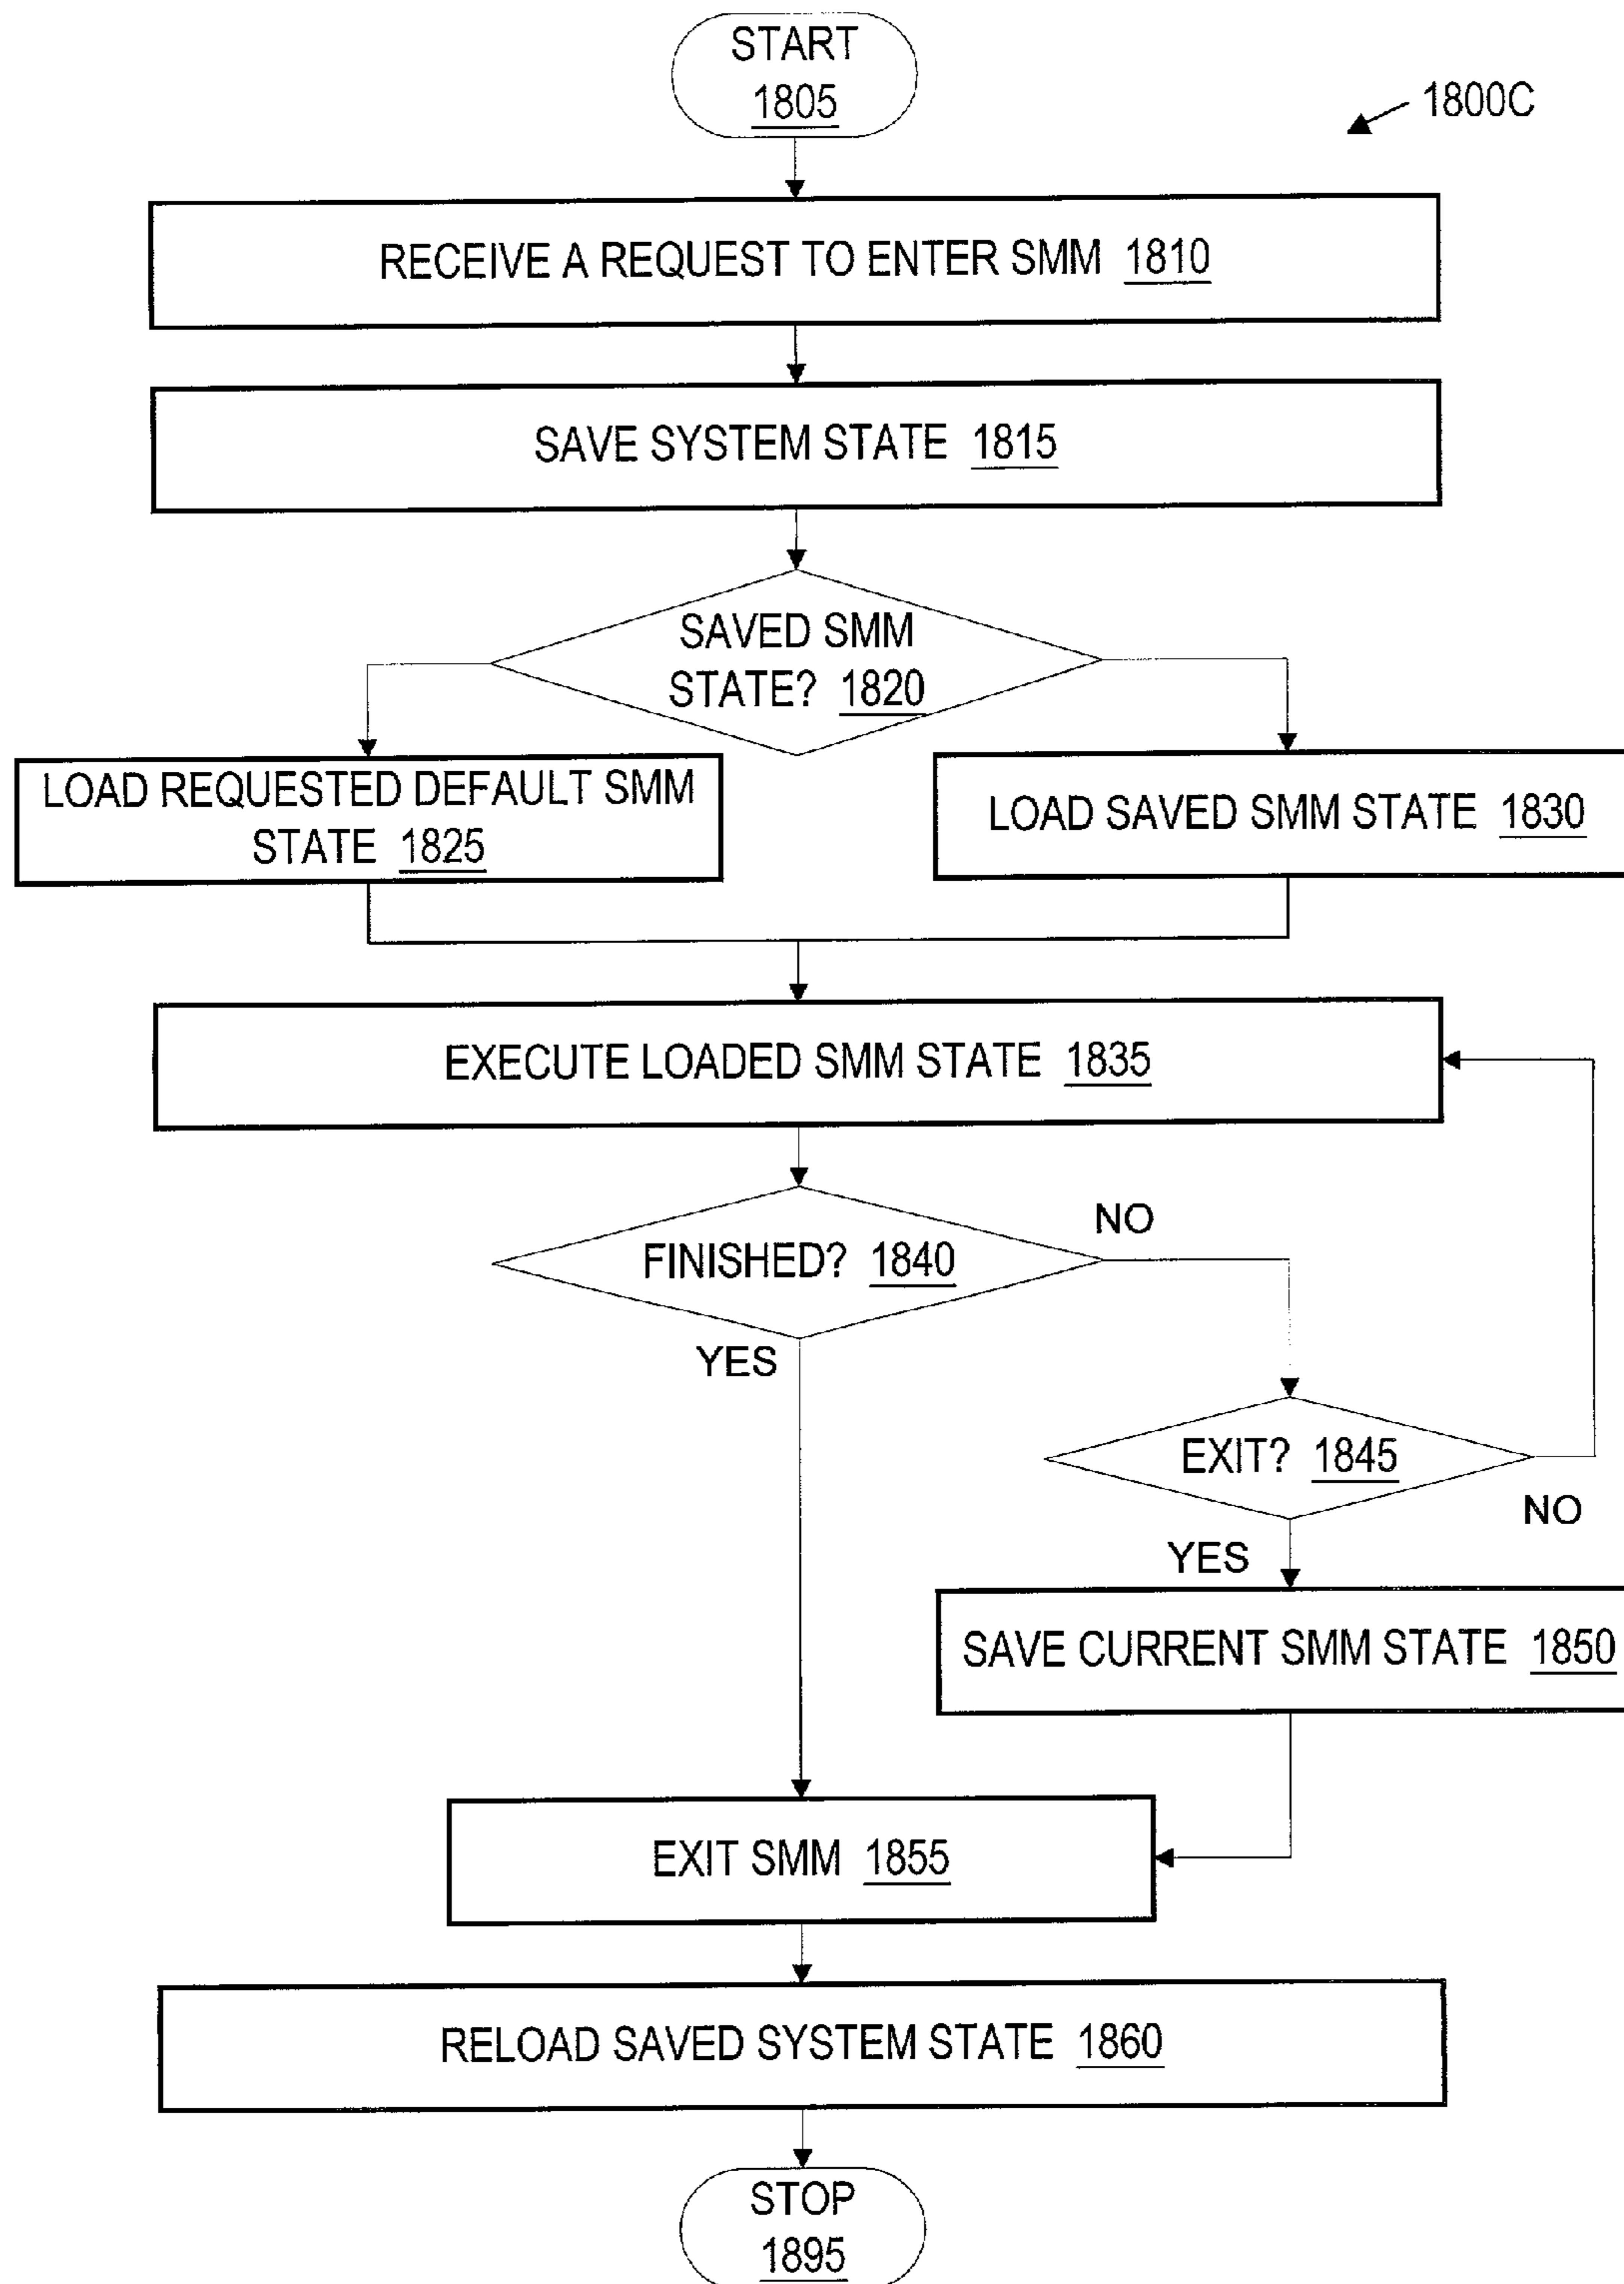 START
1805
1800C
RECEIVE A REQUEST TO ENTER SMM 1810
SAVE SYSTEM STATE 1815
SAVED SMM
STATE? 1820
LOAD REQUESTED DEFAULT SMM
STATE 1825
LOAD SAVED SMM STATE 1830
EXECUTE LOADED SMM STATE 1835
FINISHED? 1840
NO
YES
EXIT? 1845
NO
YES
SAVE CURRENT SMM STATE 1850
EXIT SMM 1855
RELOAD SAVED SYSTEM STATE 1860
STOP
1895